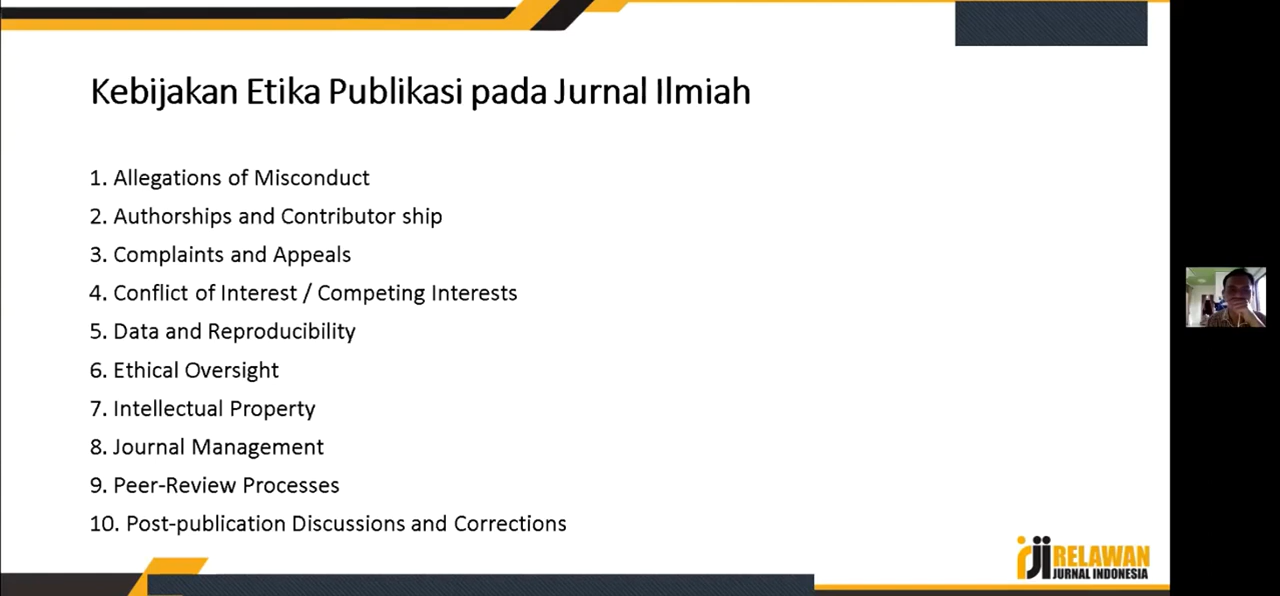 Kebijakan Etika Publikasi pada Jurnal Ilmiah
1. Allegations of Misconduct
2. Authorships and Contributor ship
3. Complaints and Appeals
4. Conflict of Interest / Competing Interests
5. Data and Reproducibility
6. Ethical Oversight
7. Intellectual Property
8. Journal Management
9. Peer-Review Processes
10. Post-publication Discussions and Corrections
rji RELAWAN
JURNAL INDONESIA